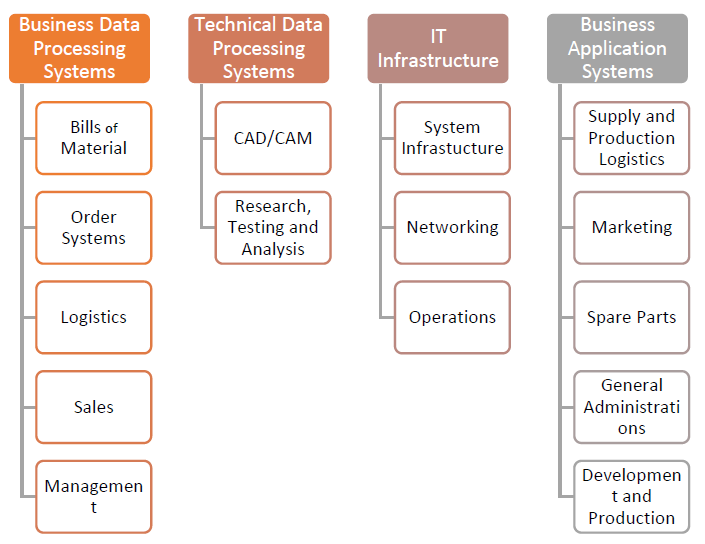 Business Data
Processing
Systems
Bills of
Material
Order
Systems
Logistics
Sales
Managemen
t
Technical Data
Processing
Systems
CAD/CAM
Research,
Testing and
Analysis
IT
Infrastructure
System
Infrastucture
Networking
Operations
Business
Application
Systems
Supply and
Production
Logistics
Marketing
Spare Parts
General
Administrati
ons
Developmen
t and
Production